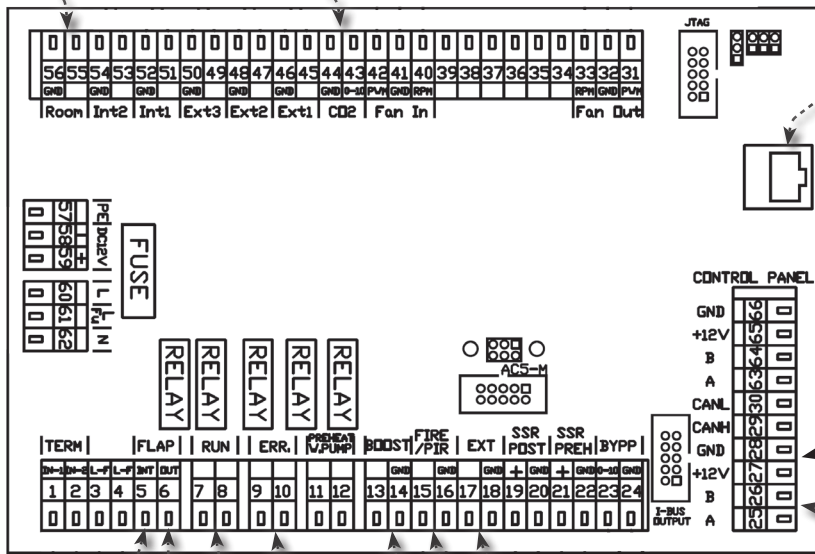 JTAG
56 55 54 53 52 51 50 49 48 47 46 45 44 43 42 41 40 39 38 37 36 35 34 33 32 31
GND GND GND GND GND GND GND 0-10 PWM GND RPM RPM GND PWM
Room Int2 Int1 Ext3 Ext2 Ext1 CO2 Fan In Fan Out
57 PE
58 - DC12V
59 +
FUSE
60 L
61 L Fu
62 N
RELAY RELAY RELAY RELAY RELAY
AC5-M
CONTROL PANEL
GND 66
+12V 65
B 64
A 63
CANL 30
CANH 29
GND 28
+12V 27
B 26
A 25
I-BUS
OUTPUT
TERM FLAP RUN ERR. PREHEAT W.PUMP BOOST FIRE /PIR EXT SSR POST SSR PREH BYPP
IN-1 IN-2 L-F L-F INT OUT GND GND GND + GND + GND 0-10 GND
1 2 3 4 5 6 7 8 9 10 11 12 13 14 15 16 17 18 19 20 21 22 23 24